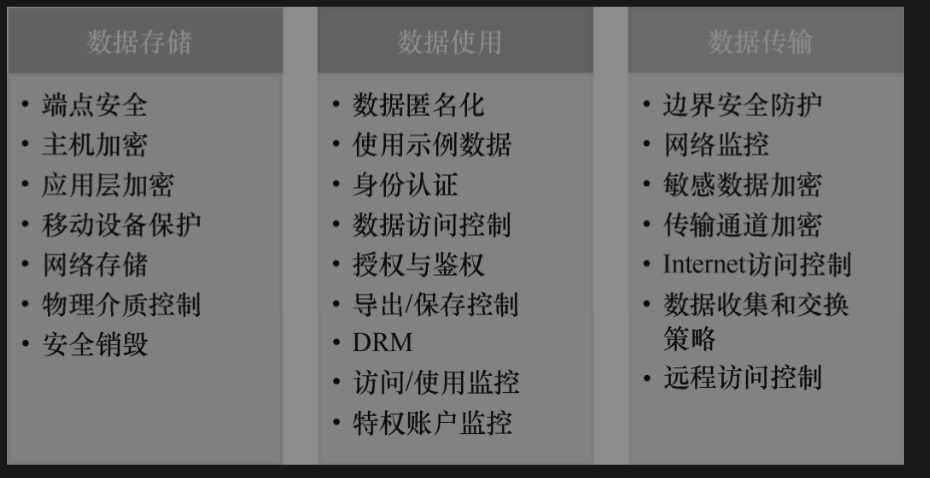 数据存储
• 端点安全
• 主机加密
• 应用层加密
• 移动设备保护
• 网络存储
• 物理介质控制
• 安全销毁
数据使用
• 数据匿名化
• 使用示例数据
• 身份认证
• 数据访问控制
• 授权与鉴权
• 导出/保存控制
• DRM
• 访问/使用监控
• 特权账户监控
数据传输
• 边界安全防护
• 网络监控
• 敏感数据加密
• 传输通道加密
• Internet访问控制
• 数据收集和交换
策略
• 远程访问控制